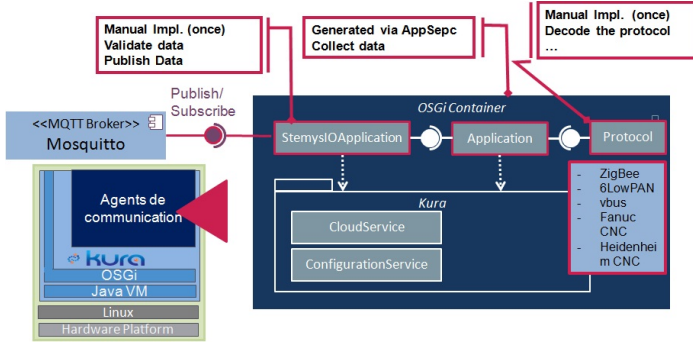 Manual Impl. (once)
Validate data
Publish Data
Generated via AppSepc
Collect data
Manual Impl. (once)
Decode the protocol
...
Publish/
Subscribe
OSGi Container
<<MQTT Broker>>
Mosquitto
StemysIOApplication
Application
Protocol
- ZigBee
- 6LowPAN
- vbus
- Fanuc
CNC
- Heidenhei
m CNC
Kura
CloudService
ConfigurationService
Agents de
communication
kura
OSGi
Java VM
Linux
Hardware Platform